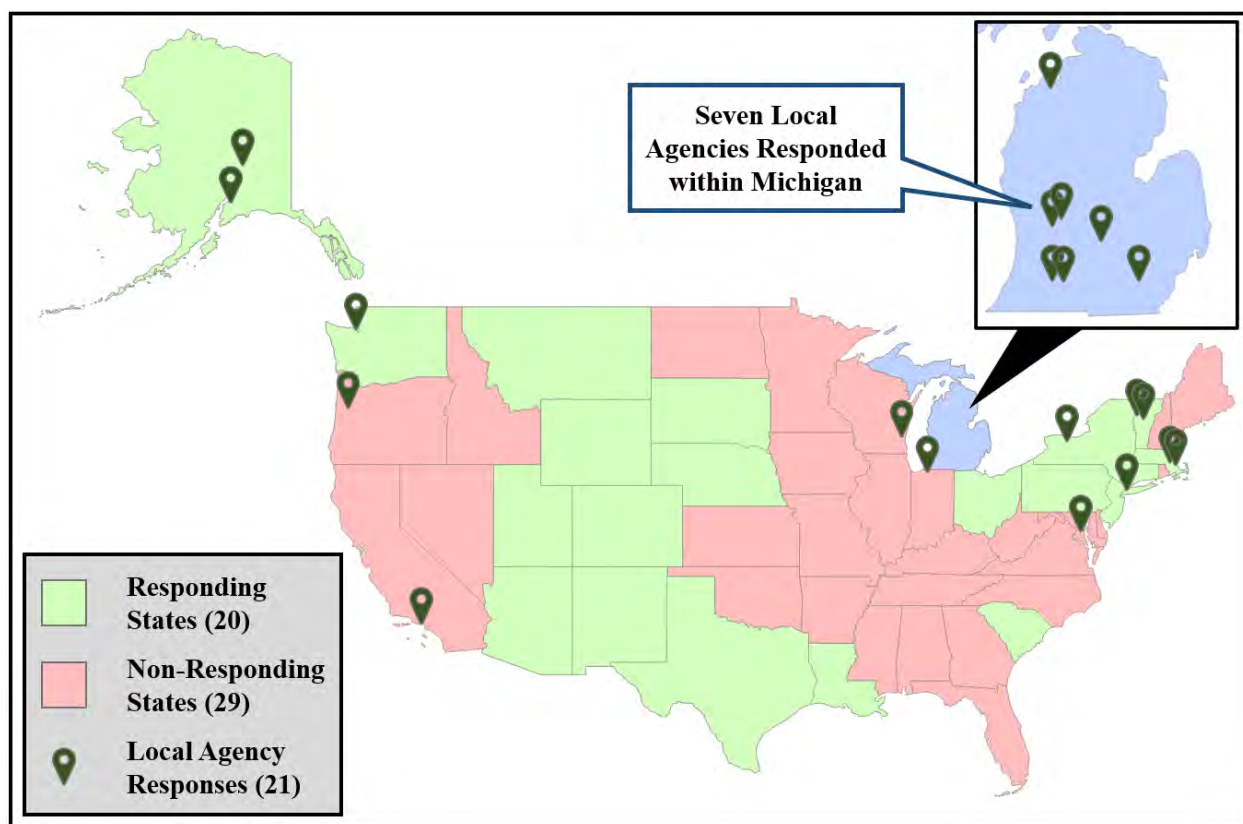 Seven Local
Agencies Responded
within Michigan
Responding
States (20)
Non-Responding
States (29)
Local Agency
Responses (21)